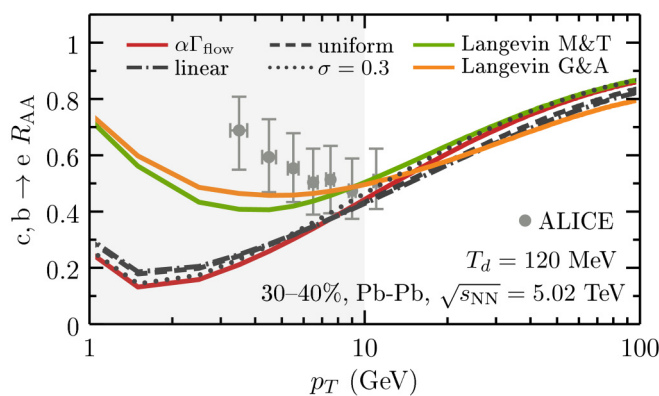 c, b → e R_AA
1
0.8
0.6
0.4
0.2
0
αΓ_flow
linear
uniform
σ = 0.3
Langevin M&T
Langevin G&A
ALICE
T_d = 120 MeV
30–40%, Pb-Pb, √s_NN = 5.02 TeV
1 10 100
p_T (GeV)